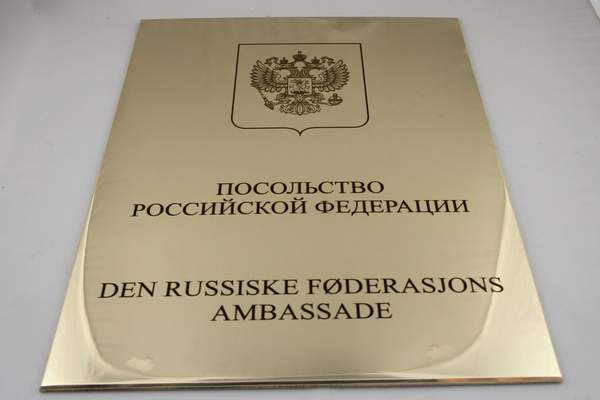 ПОСОЛЬСТВО
РОССИЙСКОЙ ФЕДЕРАЦИИ
DEN RUSSISKE FØDERASJONS
AMBASSADE